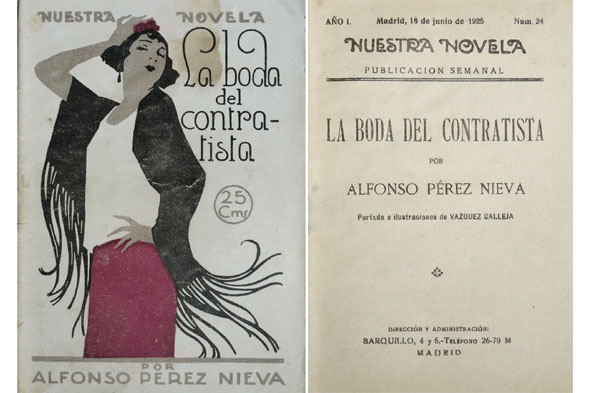 NUESTRA NOVELA
La boda
del
contra-
tista
25
Cms
POR
ALFONSO PÉREZ NIEVA
AÑO I. Madrid, 18 de junio de 1925 Núm. 24
NUESTRA NOVELA
PUBLICACION SEMANAL
LA BODA DEL CONTRATISTA
POR
ALFONSO PÉREZ NIEVA
Portada e ilustraciones de VAZQUEZ CALLEJA
DIRECCIÓN Y ADMINISTRACIÓN:
BARQUILLO, 4 y 6.-TELÉFONO 26-79 M
MADRID